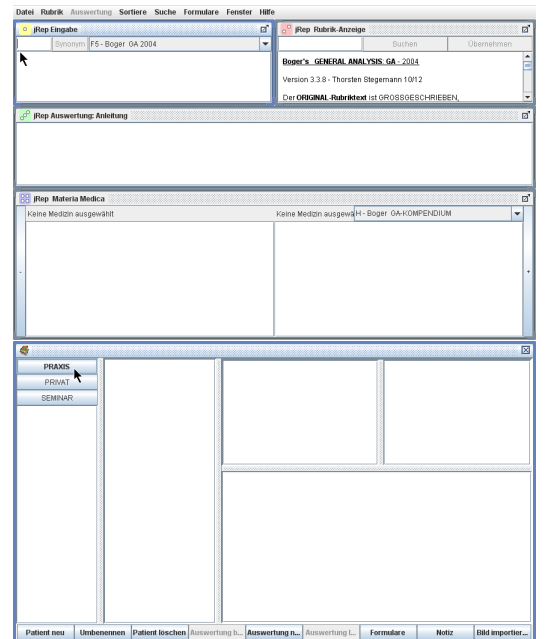 Datei Rubrik Auswertung Sortiere Suche Formulare Fenster Hilfe
jRep Eingabe
Synonym F5 - Boger GA 2004
jRep Rubrik-Anzeige
Suchen Übernehmen
Boger's GENERAL ANALYSIS: GA - 2004
Version 3.3.8 - Thorsten Stegemann 10/12
Der ORIGINAL-Rubriktext ist GROSSGESCHRIEBEN,
jRep Auswertung: Anleitung
jRep Materia Medica
Keine Medizin ausgewählt
Keine Medizin ausgewä H - Boger GA-KOMPENDIUM
- +
PRAXIS
PRIVAT
SEMINAR
Patient neu Umbenennen Patient löschen Auswertung b... Auswertung n... Auswertung l... Formulare Notiz Bild importier...